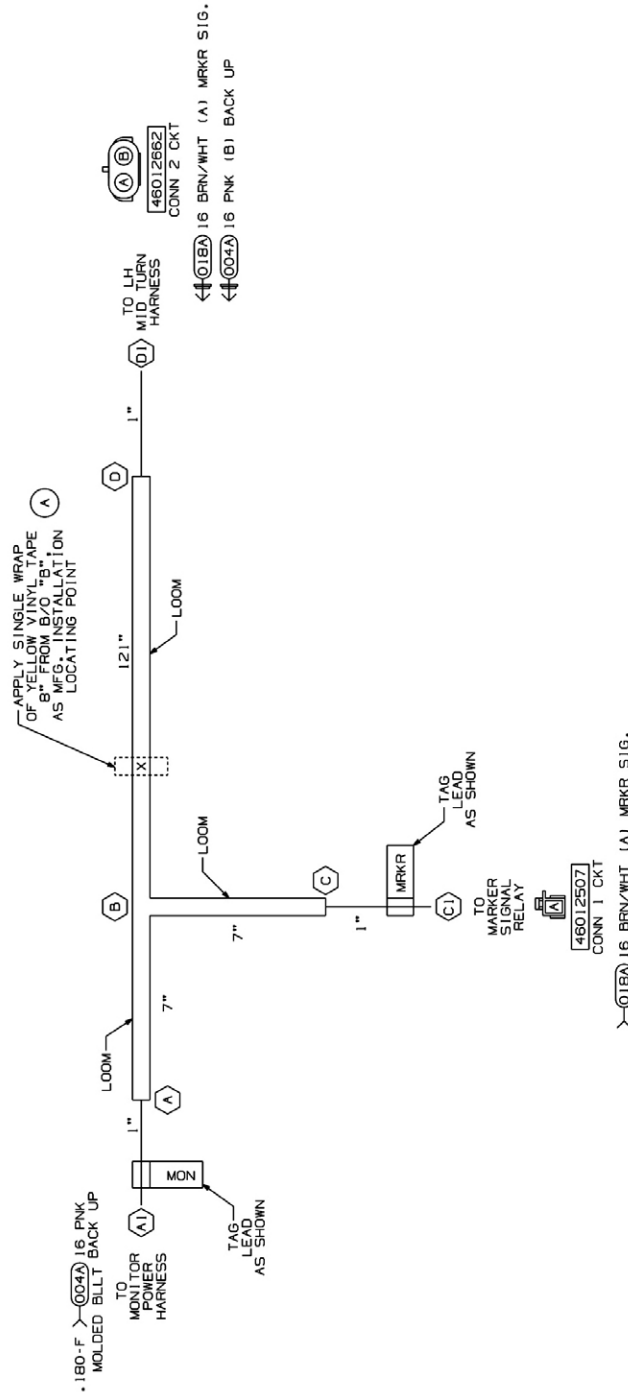 .180-F 004A 16 PNK
MOLDED BLLT BACK UP
A1
TO
MONITOR
POWER
HARNESS
MON
TAG
LEAD
AS SHOWN
1"
A
LOOM
7"
B
LOOM
7"
C
1"
MRKR
TAG
LEAD
AS SHOWN
C1
TO
MARKER
SIGNAL
RELAY
A
46012507
CONN 1 CKT
018A 16 BRN/WHT (A) MRKR SIG.
APPLY SINGLE WRAP
OF YELLOW VINYL TAPE
8" FROM B/O "B",
AS MFG. INSTALLATION
LOCATING POINT
A
X
121"
LOOM
D
1"
D1
TO LH
MID TURN
HARNESS
A B
46012662
CONN 2 CKT
018A 16 BRN/WHT (A) MRKR SIG.
004A 16 PNK (B) BACK UP